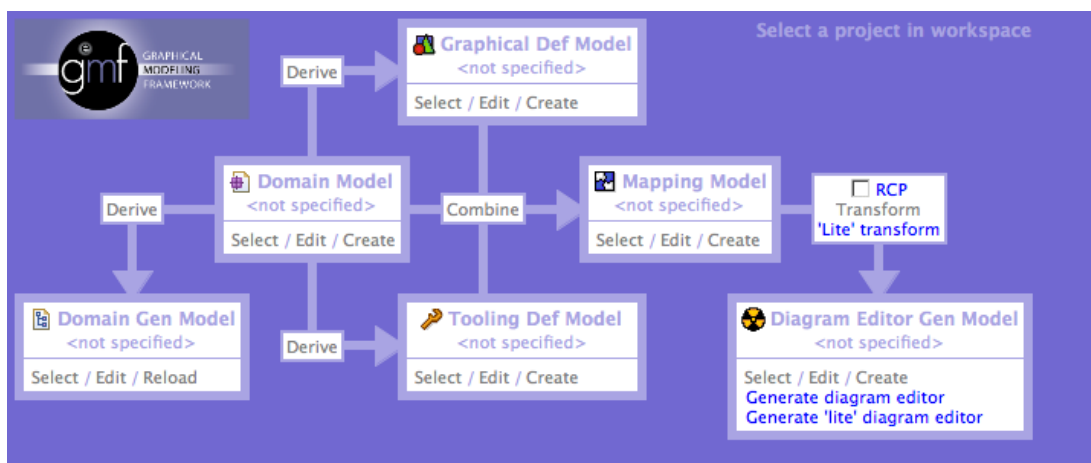 e
gmf
GRAPHICAL
MODELING
FRAMEWORK
Select a project in workspace
Graphical Def Model
<not specified>
Select / Edit / Create
Derive
Domain Model
<not specified>
Select / Edit / Create
Derive
Combine
Mapping Model
<not specified>
Select / Edit / Create
RCP
Transform
'Lite' transform
Domain Gen Model
<not specified>
Select / Edit / Reload
Derive
Tooling Def Model
<not specified>
Select / Edit / Create
Diagram Editor Gen Model
<not specified>
Select / Edit / Create
Generate diagram editor
Generate 'lite' diagram editor